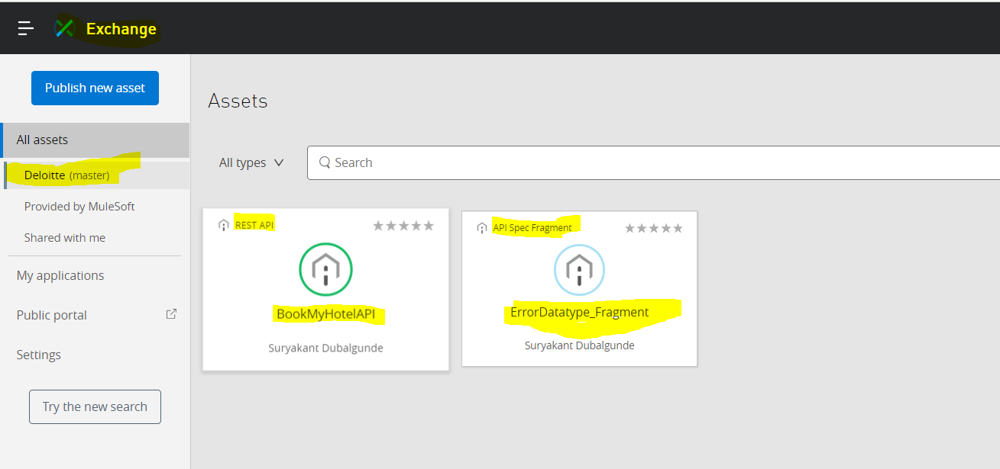 Exchange
Publish new asset
All assets
Deloitte (master)
Provided by MuleSoft
Shared with me
My applications
Public portal
Settings
Try the new search
Assets
All types
Search
REST API
BookMyHotelAPI
Suryakant Dubalgunde
API Spec Fragment
ErrorDatatype_Fragment
Suryakant Dubalgunde